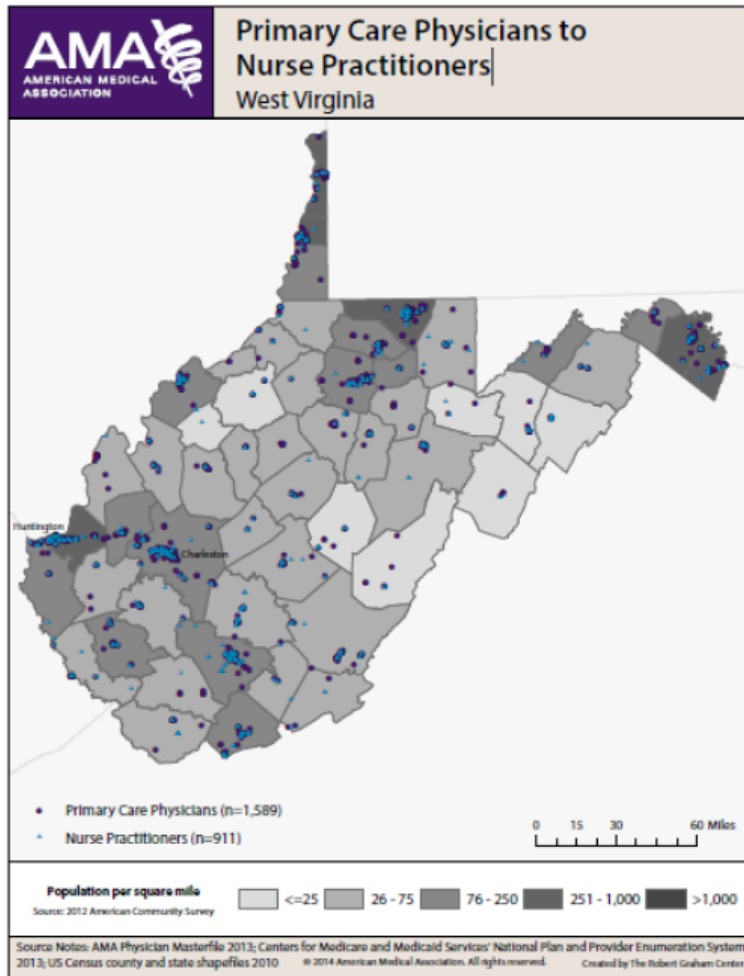 AMA
AMERICAN MEDICAL
ASSOCIATION
Primary Care Physicians to
Nurse Practitioners
West Virginia
Huntington
Charleston
Primary Care Physicians (n=1,589)
Nurse Practitioners (n=911)
0 15 30 60 Miles
Population per square mile
Source: 2012 American Community Survey
<=25 26 - 75 76 - 250 251 - 1,000 >1,000
Source Notes: AMA Physician Masterfile 2013; Centers for Medicare and Medicaid Services' National Plan and Provider Enumeration System
2013; US Census county and state shapefiles 2010 © 2014 American Medical Association. All rights reserved. Created by The Robert Graham Center